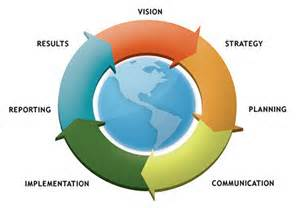 VISION
STRATEGY
PLANNING
COMMUNICATION
IMPLEMENTATION
REPORTING
RESULTS